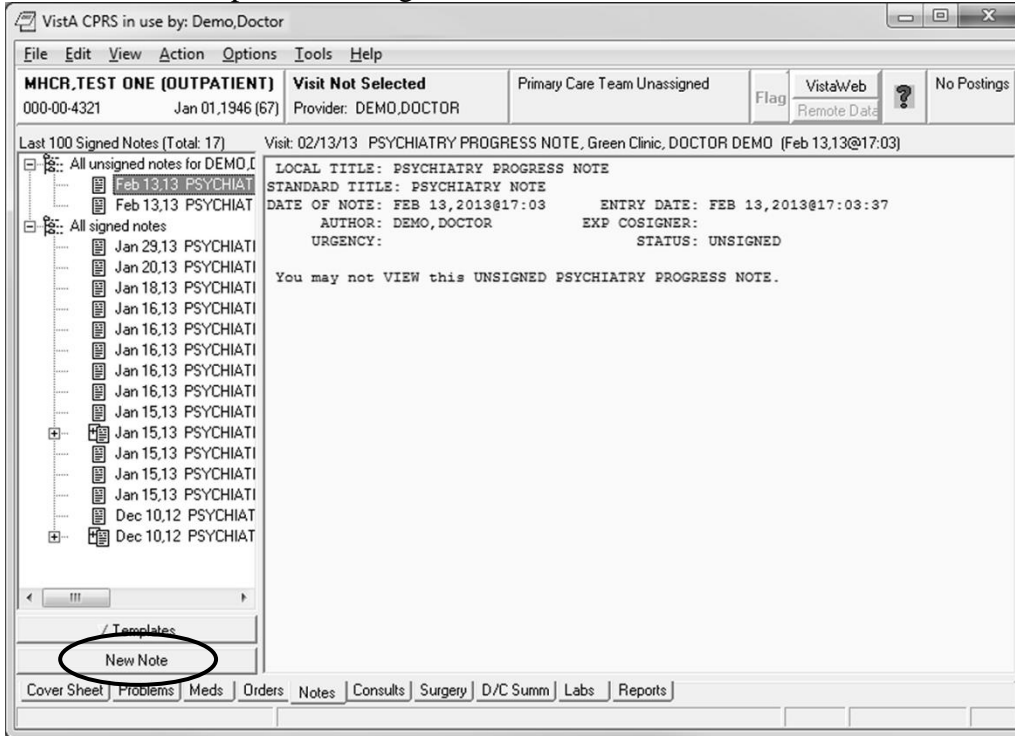 VistA CPRS in use by: Demo,Doctor
File Edit View Action Options Tools Help
MHCR,TEST ONE (OUTPATIENT) Visit Not Selected Primary Care Team Unassigned Flag VistaWeb No Postings
000-00-4321 Jan 01,1946 (67) Provider: DEMO,DOCTOR Remote Data
Last 100 Signed Notes (Total: 17) Visit: 02/13/13 PSYCHIATRY PROGRESS NOTE, Green Clinic, DOCTOR DEMO (Feb 13,13@17:03)
All unsigned notes for DEMO,D
Feb 13,13 PSYCHIAT
Feb 13,13 PSYCHIAT
All signed notes
Jan 29,13 PSYCHIATI
Jan 20,13 PSYCHIATI
Jan 18,13 PSYCHIATI
Jan 16,13 PSYCHIATI
Jan 16,13 PSYCHIATI
Jan 16,13 PSYCHIATI
Jan 16,13 PSYCHIATI
Jan 16,13 PSYCHIATI
Jan 15,13 PSYCHIATI
Jan 15,13 PSYCHIATI
Jan 15,13 PSYCHIATI
Jan 15,13 PSYCHIATI
Jan 15,13 PSYCHIATI
Dec 10,12 PSYCHIAT
Dec 10,12 PSYCHIAT
LOCAL TITLE: PSYCHIATRY PROGRESS NOTE
STANDARD TITLE: PSYCHIATRY NOTE
DATE OF NOTE: FEB 13,2013@17:03 ENTRY DATE: FEB 13,2013@17:03:37
AUTHOR: DEMO,DOCTOR EXP COSIGNER:
URGENCY: STATUS: UNSIGNED
You may not VIEW this UNSIGNED PSYCHIATRY PROGRESS NOTE.
/ Templates
New Note
Cover Sheet Problems Meds Orders Notes Consults Surgery D/C Summ Labs Reports